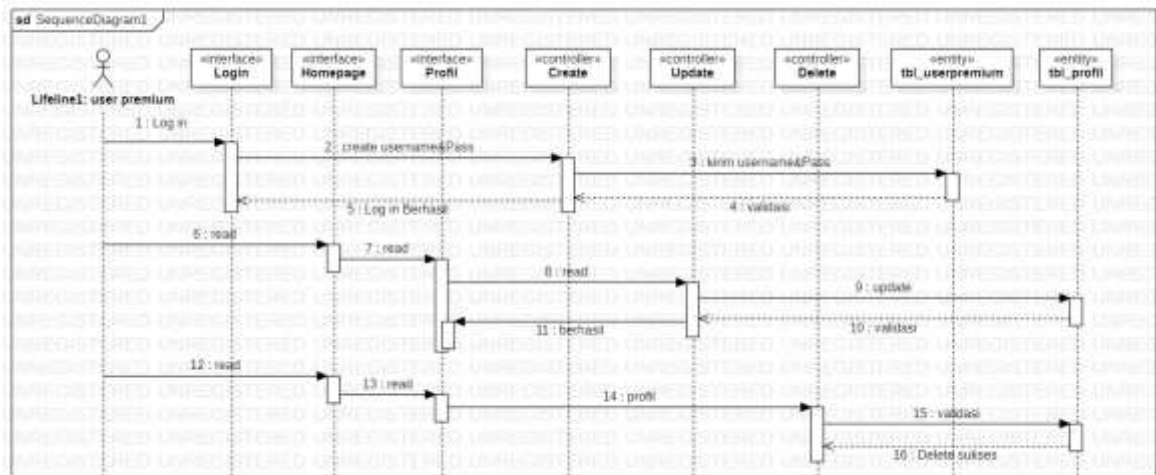 sd SequenceDiagram1
«interface»
Login
«interface»
Homepage
«interface»
Profil
«controller»
Create
«controller»
Update
«controller»
Delete
«entity»
tbl_userpremium
«entity»
tbl_profil
Lifeline1: user premium
1 : Log in
2 : create username&Pass
3 : kirim username&Pass
4 : validasi
5 : Log in Berhasil
6 : read
7 : read
8 : read
9 : update
10 : validasi
11 : berhasil
12 : read
13 : read
14 : profil
15 : validasi
16 : Delete sukses
UNREGISTERED